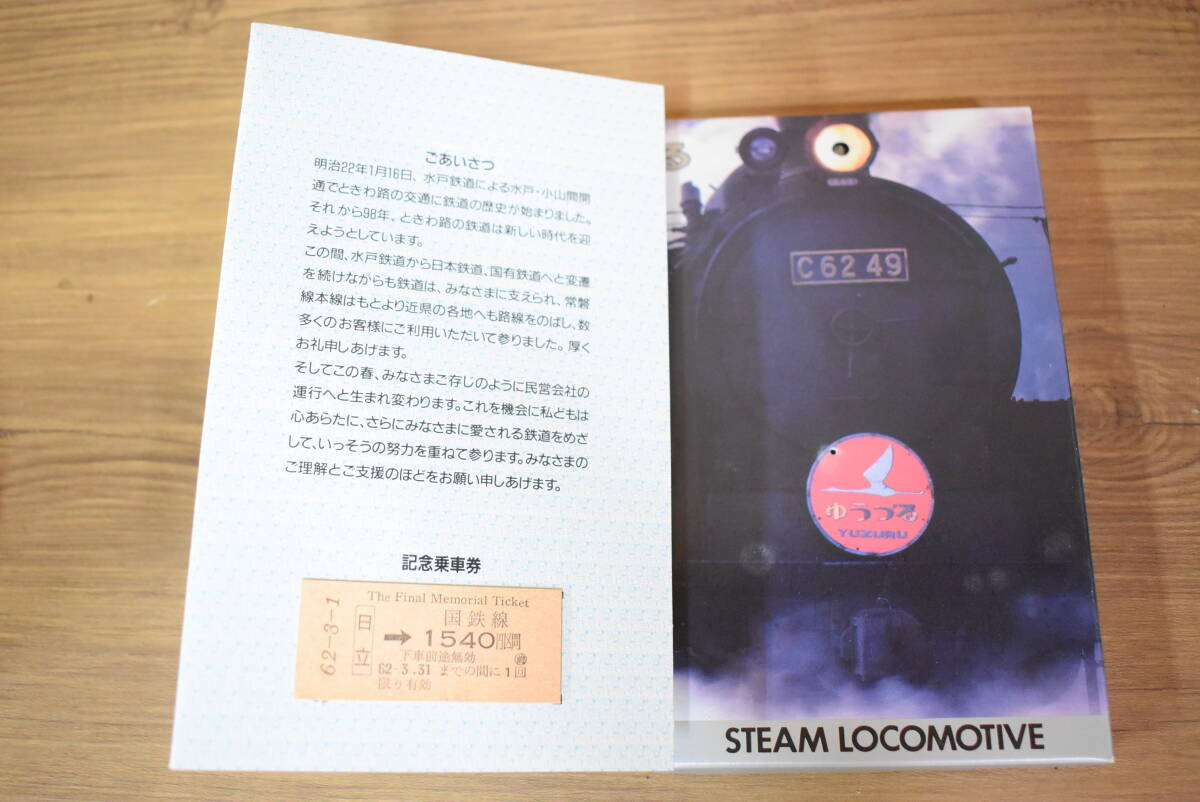 ごあいさつ
明治22年1月16日、水戸鉄道による水戸・小山間開
通でときわ路の交通に鉄道の歴史が始まりました。
それから98年、ときわ路の鉄道は新しい時代を迎
えようとしています。
この間、水戸鉄道から日本鉄道、国有鉄道へと変遷
を続けながらも鉄道は、みなさまに支えられ、常磐
線本線はもとより近県の各地へも路線をのばし、数
多くのお客様にご利用いただいて参りました。厚く
お礼申しあげます。
そしてこの春、みなさまご存じのように民営会社の
運行へと生まれ変わります。これを機会に私どもは
心あらたに、さらにみなさまに愛される鉄道をめざ
して、いっそうの努力を重ねて参ります。みなさまの
ご理解とご支援のほどをお願い申しあげます。
記念乗車券
62-3-1
The Final Memorial Ticket
国鉄線
日立
➡1540円区間
下車前途無効
62-3.31までの間に1回
限り有効
る
C62 49
ゆうづる
YUZURU
STEAM LOCOMOTIVE